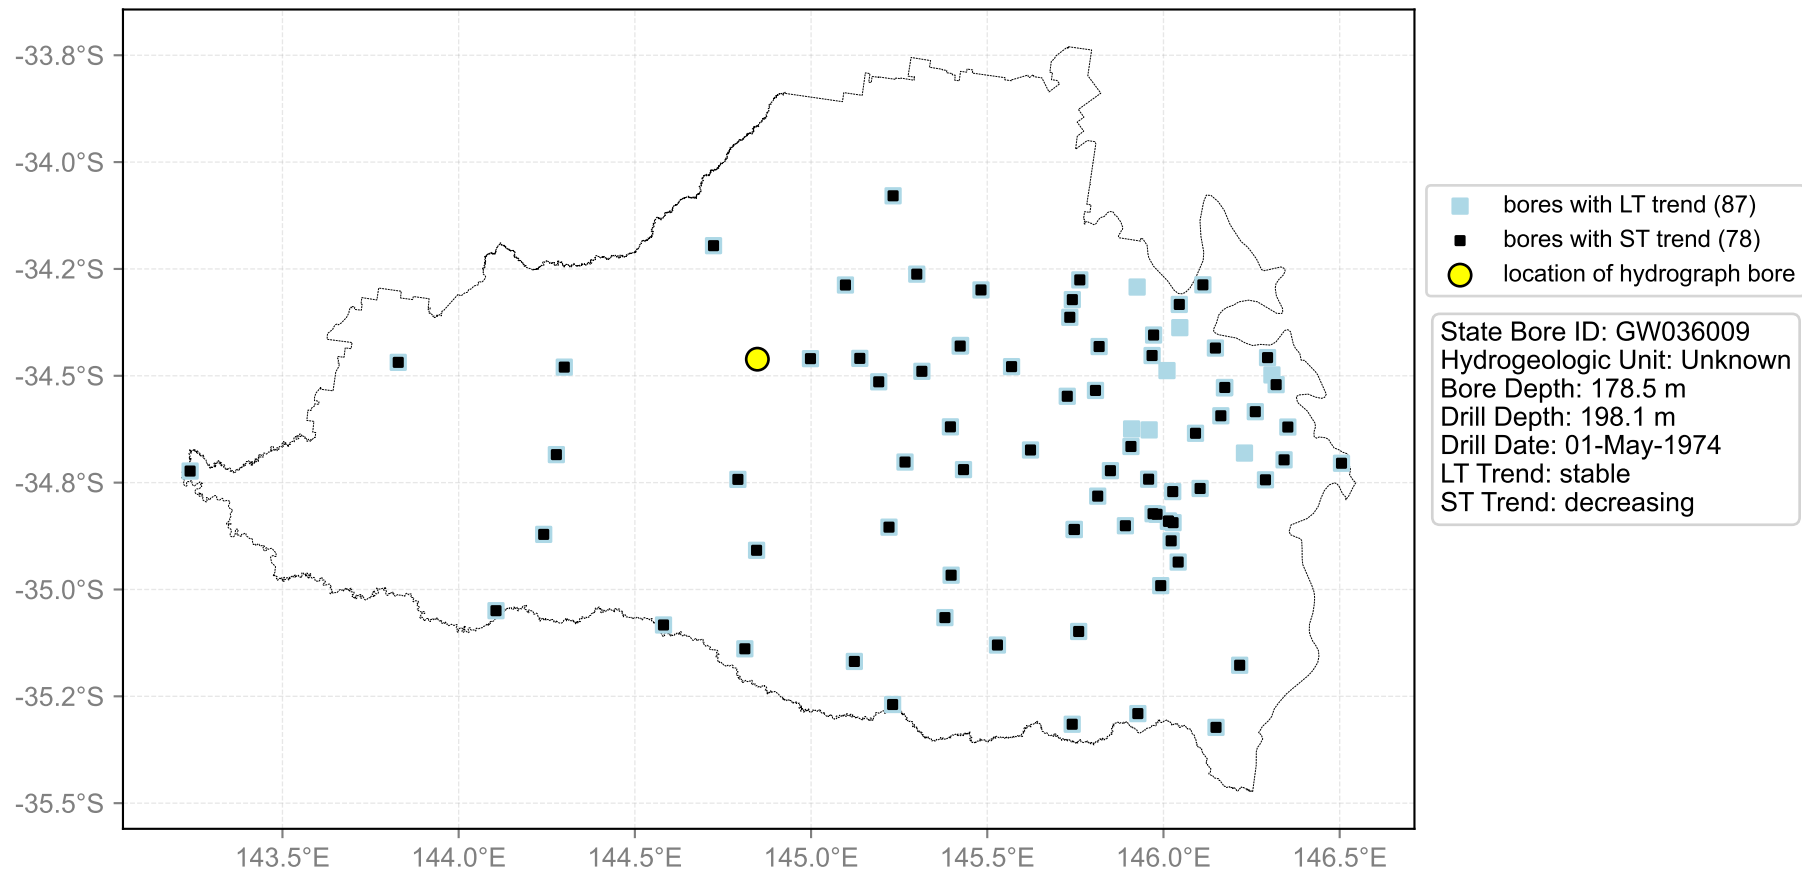 -33.8°S
-34.0°S
-34.2°S
-34.5°S
-34.8°S
-35.0°S
-35.2°S
-35.5°S
143.5°E
144.0°E
144.5°E
145.0°E
145.5°E
146.0°E
146.5°E
bores with LT trend (87)
bores with ST trend (78)
location of hydrograph bore
State Bore ID: GW036009
Hydrogeologic Unit: Unknown
Bore Depth: 178.5 m
Drill Depth: 198.1 m
Drill Date: 01-May-1974
LT Trend: stable
ST Trend: decreasing